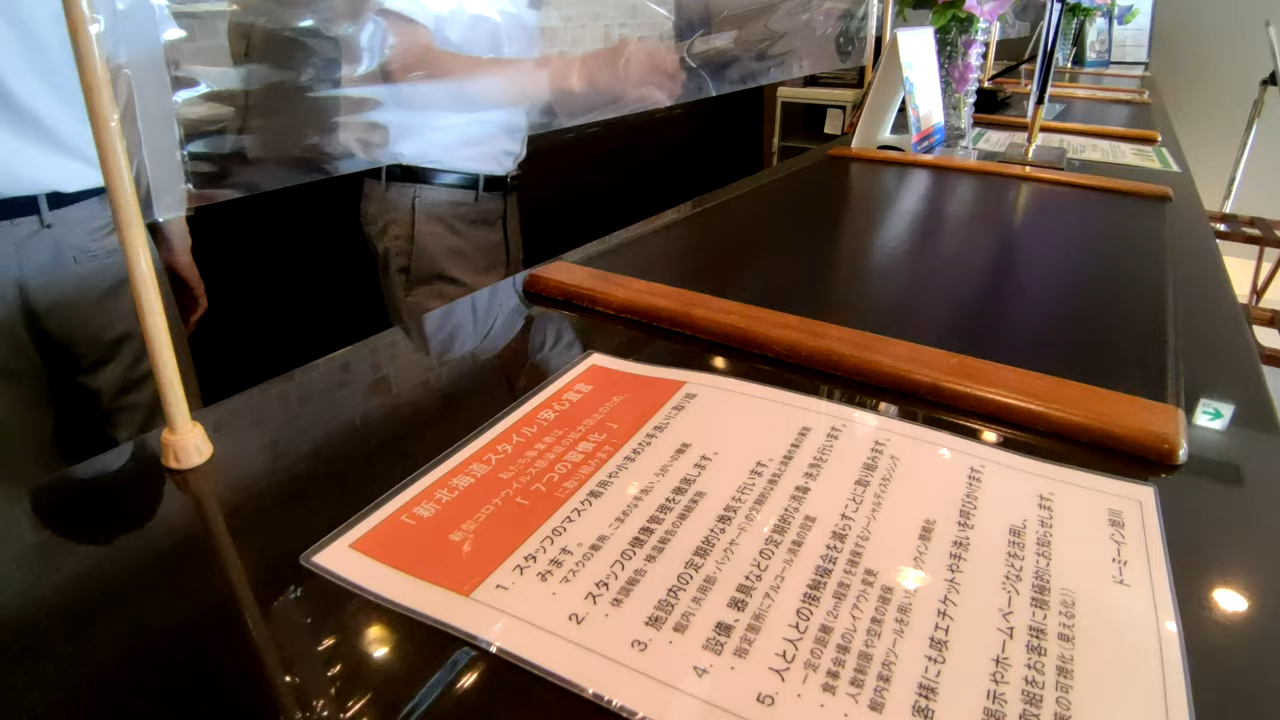 「新北海道スタイル」安心宣言
私たち事業者は、
新型コロナウイルス感染症の拡大防止のため、
「 7つの習慣化 」
に取り組みます
1. スタッフのマスク着用や小まめな手洗いに取り組
みます。
・マスクの着用、こまめな手洗い、うがいの徹底
2. スタッフの健康管理を徹底します。
・体調報告・検温報告の継続実施
3. 施設内の定期的な換気を行います。
・館内(共用部・バックヤード)の定期的な換気と消毒作業の実施
4. 設備、器具などの定期的な消毒・洗浄を行います。
・指定箇所にアルコール消毒の設置
5. 人と人との接触機会を減らすことに取り組みます。
・一定の距離(2m程度)を確保する(ソーシャルディスタンシング
・食事会場のレイアウト変更
人数制限や空席の確保
館内案内ツールを用い
イン簡略化
客様にも咳エチケットや手洗いを呼びかけます。
掲示やホームページなどを活用し、
取組をお客様に積極的にお知らせします。
の可視化(見える化)
ドーミーイン旭川